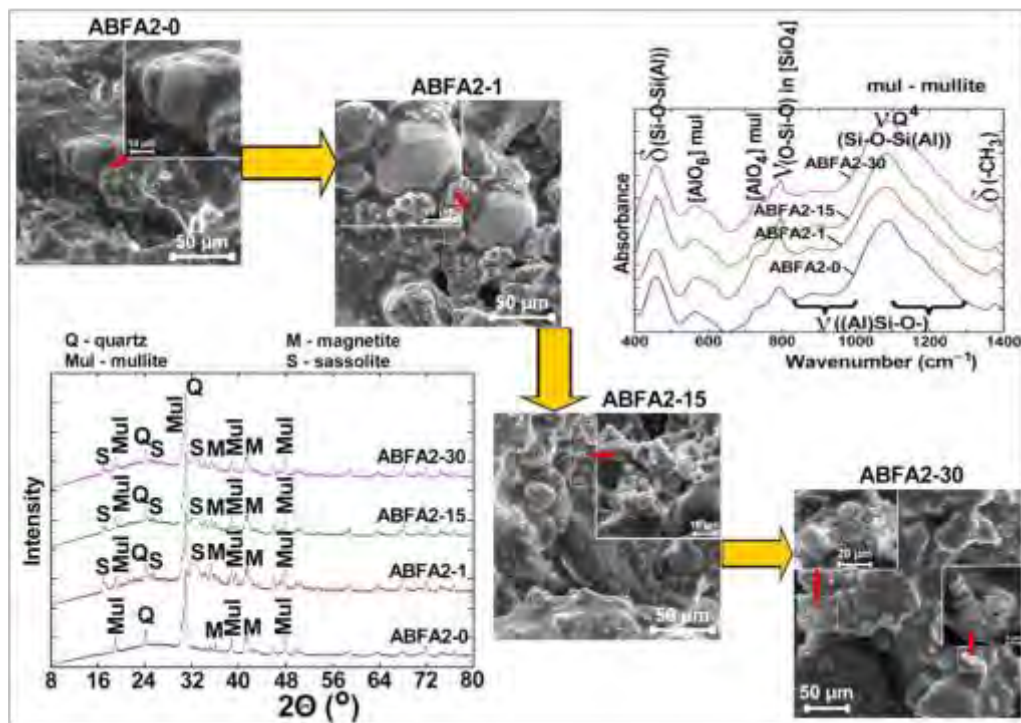 ABFA2-0
50 μm
ABFA2-1
50 μm
mul - mullite
δ(Si-O-Si(Al))
[AlO6] mul
[AlO4] mul
ν(O-Si-O) in [SiO4]
νQ4
(Si-O-Si(Al))
δ(-CH3)
ABFA2-30
ABFA2-15
ABFA2-1
ABFA2-0
ν((Al)Si-O-)
Absorbance
400 600 800 1000 1200 1400
Wavenumber (cm⁻¹)
Q - quartz M - magnetite
Mul - mullite S - sassolite
Q
Mul
S Mul Q S S M Mul M Mul
ABFA2-30
S Mul Q S S M Mul M Mul
ABFA2-15
S Mul Q S S M Mul M Mul
ABFA2-1
Mul Q M Mul M Mul
ABFA2-0
Intensity
8 16 24 32 40 48 56 64 72 80
2Θ (°)
ABFA2-15
50 μm
ABFA2-30
20 μm
50 μm